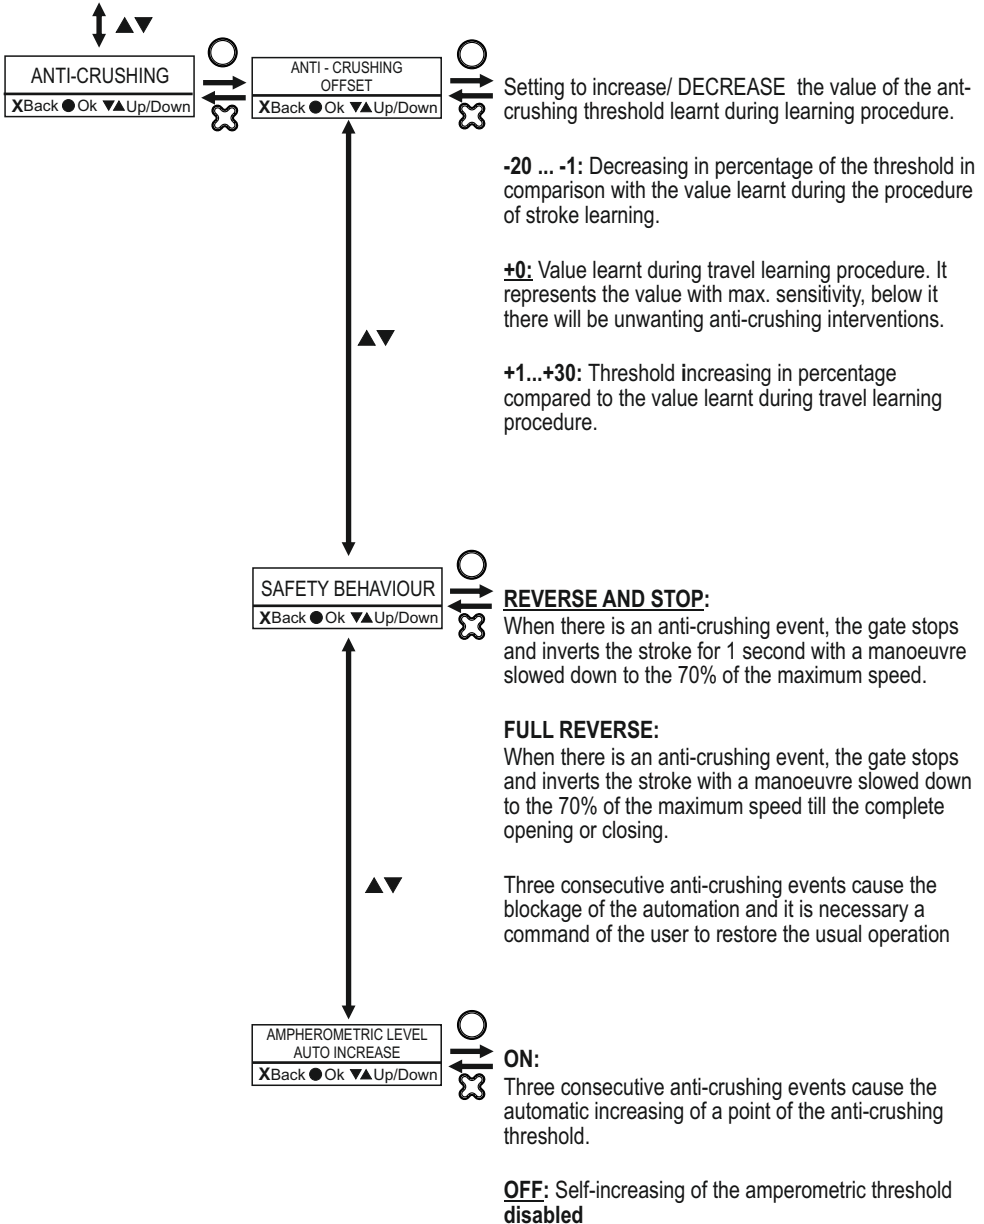 ▲▼
ANTI-CRUSHING
XBack ● Ok ▼▲Up/Down
ANTI - CRUSHING
OFFSET
XBack ● Ok ▼▲Up/Down
Setting to increase/ DECREASE the value of the ant-
crushing threshold learnt during learning procedure.
-20 ... -1: Decreasing in percentage of the threshold in
comparison with the value learnt during the procedure
of stroke learning.
+0: Value learnt during travel learning procedure. It
represents the value with max. sensitivity, below it
there will be unwanting anti-crushing interventions.
▲▼
+1...+30: Threshold increasing in percentage
compared to the value learnt during travel learning
procedure.
SAFETY BEHAVIOUR
XBack ● Ok ▼▲Up/Down
REVERSE AND STOP:
When there is an anti-crushing event, the gate stops
and inverts the stroke for 1 second with a manoeuvre
slowed down to the 70% of the maximum speed.
FULL REVERSE:
When there is an anti-crushing event, the gate stops
and inverts the stroke with a manoeuvre slowed down
to the 70% of the maximum speed till the complete
opening or closing.
▲▼
Three consecutive anti-crushing events cause the
blockage of the automation and it is necessary a
command of the user to restore the usual operation
AMPHEROMETRIC LEVEL
AUTO INCREASE
XBack ● Ok ▼▲Up/Down
ON:
Three consecutive anti-crushing events cause the
automatic increasing of a point of the anti-crushing
threshold.
OFF: Self-increasing of the amperometric threshold
disabled